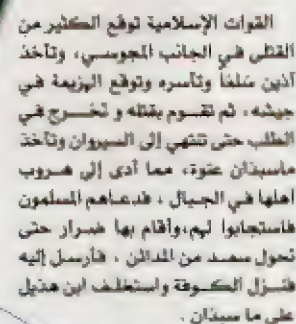 القوات الإسلامية توقع الكثير من
القتلى في الجانب المجوسي، وتأخذ
آذين سَلَمًا وتأسره وتوقع الهزيمة في
جيشه، ثم تقوم بقتله و تخرج في
الطلب حتى تنتهي إلى السيروان وتأخذ
ماسبذان عنوة، مما أدى إلى هروب
أهلها في الجبال ، فدعاهم المسلمون
فاستجابوا لهم،وأقام بها ضرار حتى
تحول سعد من المدائن ، فأرسل إليه
فنزل الكوفة واستخلف ابن هذيل
على ما سبذان .